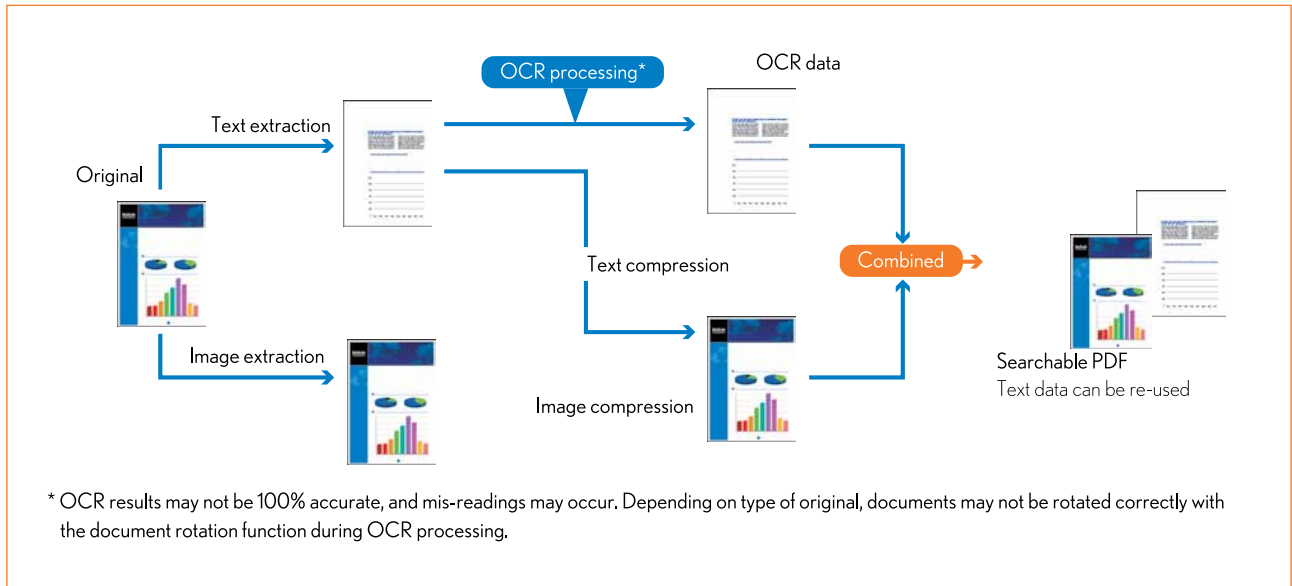 OCR processing*
OCR data
Text extraction
Original
Text compression
Combined
Image extraction
Image compression
Searchable PDF
Text data can be re-used
* OCR results may not be 100% accurate, and mis-readings may occur. Depending on type of original, documents may not be rotated correctly with
the document rotation function during OCR processing.